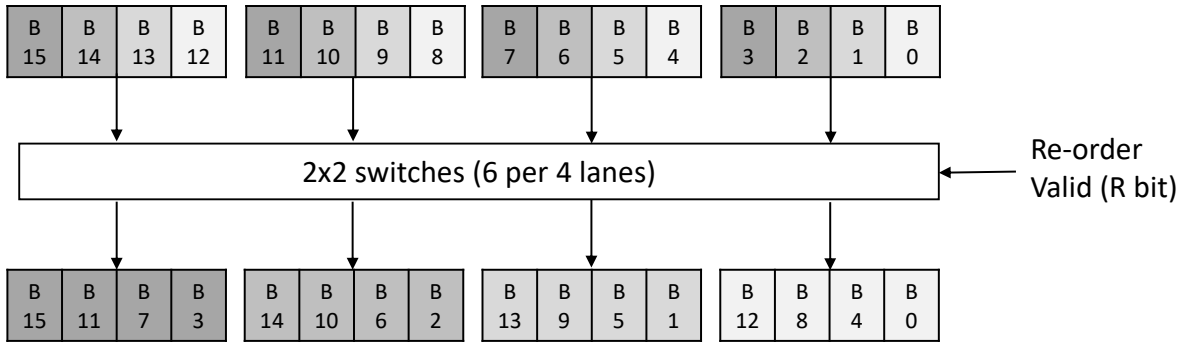 B B B B B B B B B B B B B B B B
15 14 13 12 11 10 9 8 7 6 5 4 3 2 1 0
2x2 switches (6 per 4 lanes)
Re-order
Valid (R bit)
B B B B B B B B B B B B B B B B
15 11 7 3 14 10 6 2 13 9 5 1 12 8 4 0